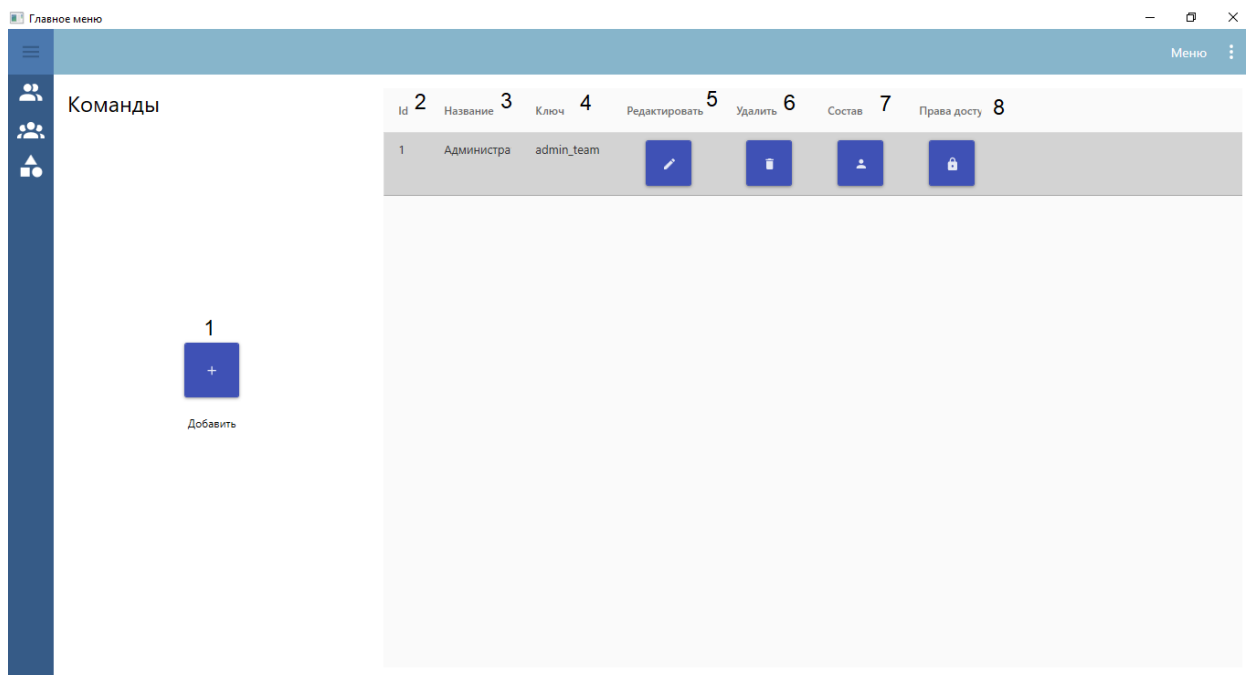 Главное меню
Меню
Команды
Id 2 Название 3 Ключ 4 Редактировать 5 Удалить 6 Состав 7 Права досту 8
1 Администра admin_team
1
+
Добавить